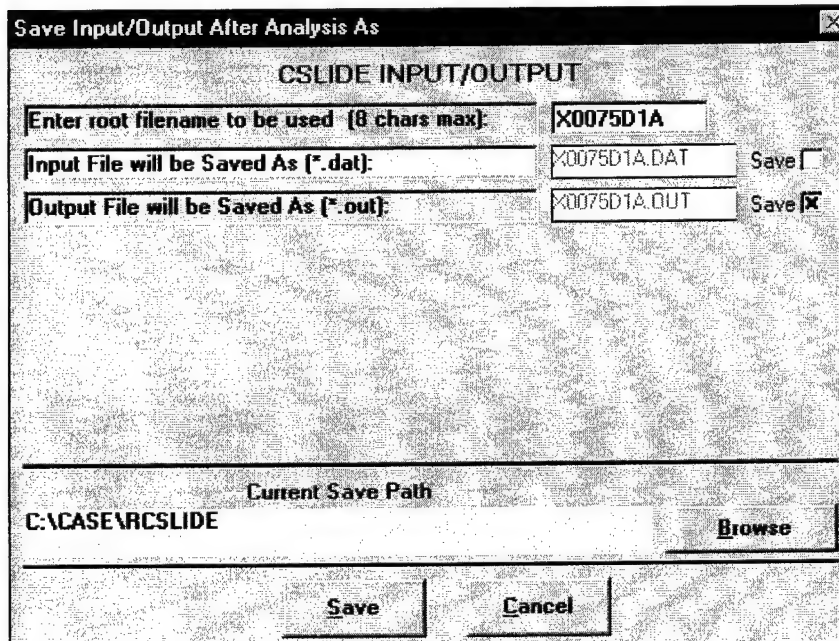 Save Input/Output After Analysis As
CSLIDE INPUT/OUTPUT
Enter root filename to be used (8 chars max): X0075D1A
Input File will be Saved As (*.dat): X0075D1A.DAT Save
Output File will be Saved As (*.out): X0075D1A.OUT Save
Current Save Path
C:\CASE\RCSLIDE Browse
Save Cancel